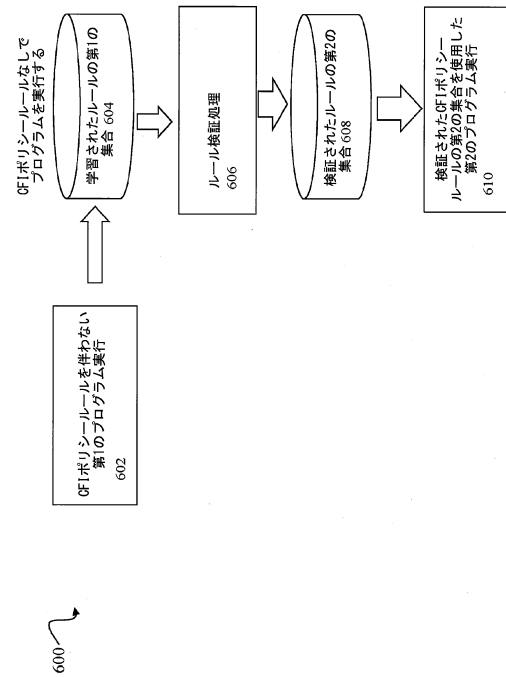 600
CFIポリシールールを伴わない
第1のプログラム実行
602
CFIポリシールールなしで
プログラムを実行する
学習されたルールの第1の
集合 604
ルール検証処理
606
検証されたルールの第2の
集合 608
検証されたCFIポリシー
ルールの第2の集合を使用した
第2のプログラム実行
610